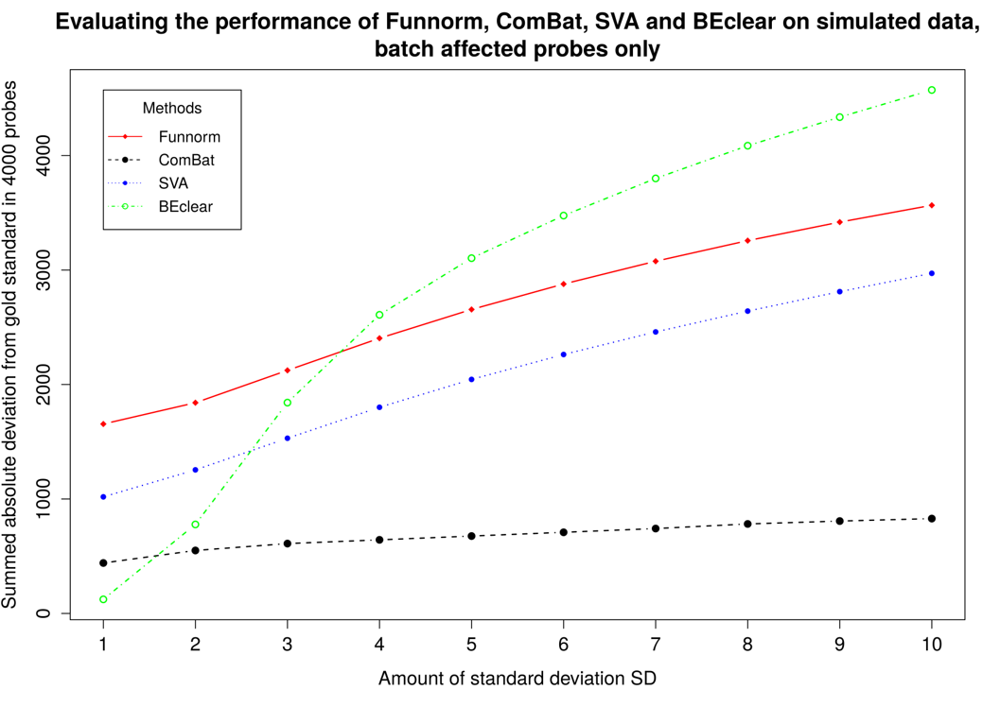 Evaluating the performance of Funnorm, ComBat, SVA and BEclear on simulated data,
batch affected probes only
Summed absolute deviation from gold standard in 4000 probes
4000
3000
2000
1000
0
Methods
Funnorm
ComBat
SVA
BEclear
1 2 3 4 5 6 7 8 9 10
Amount of standard deviation SD